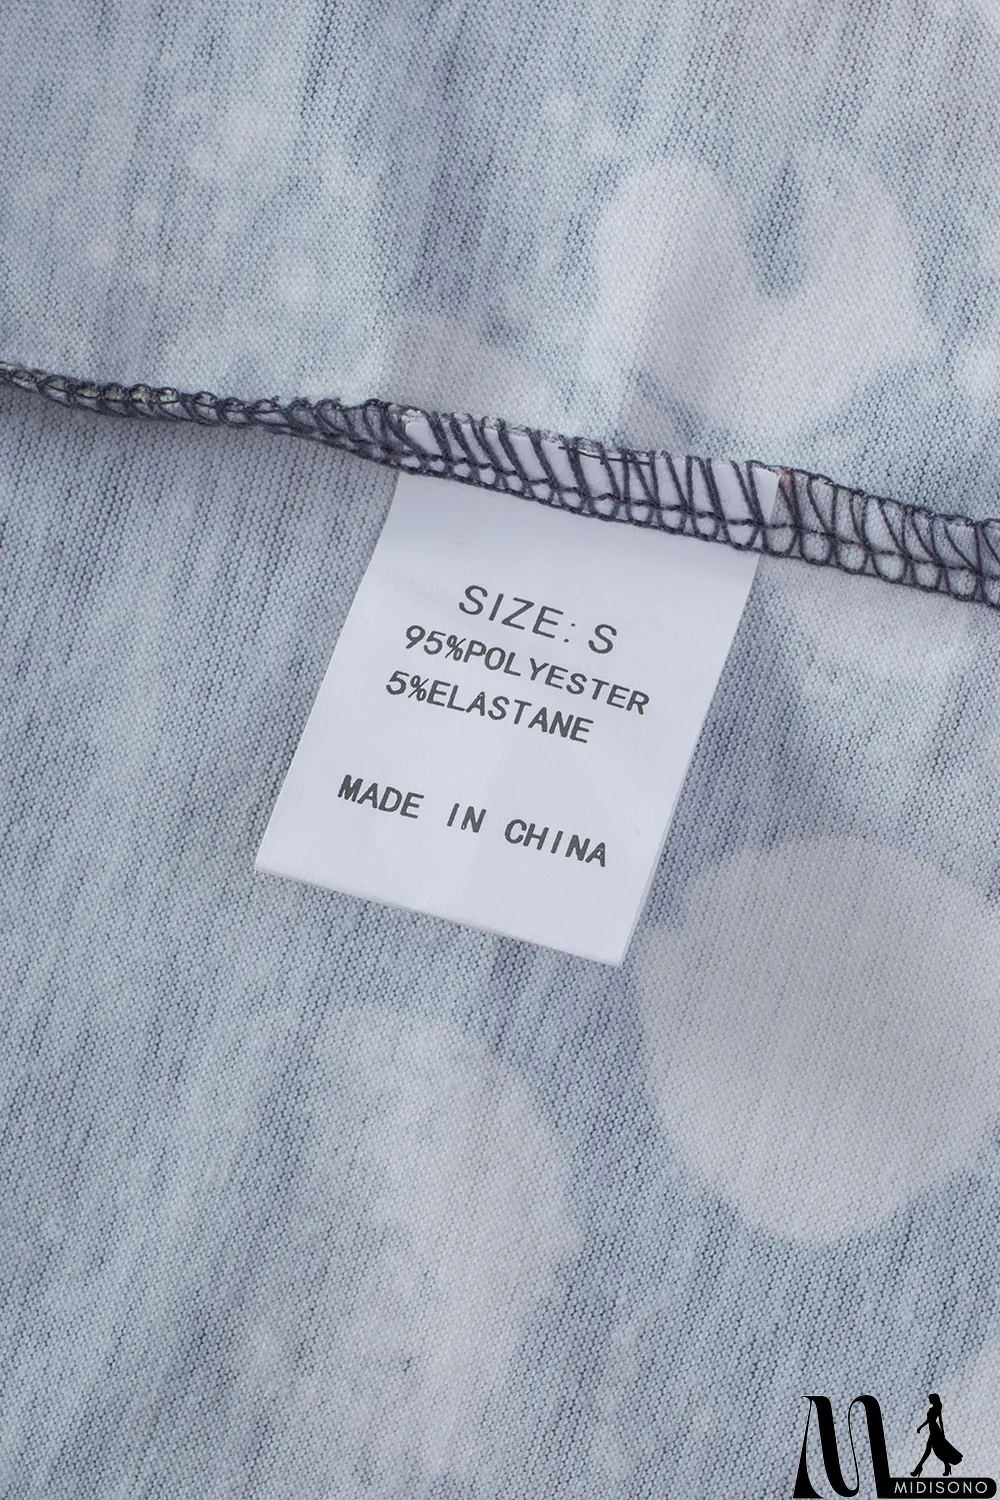 SIZE: S
95%POLYESTER
5%ELASTANE
MADE IN CHINA
M
MIDISONO